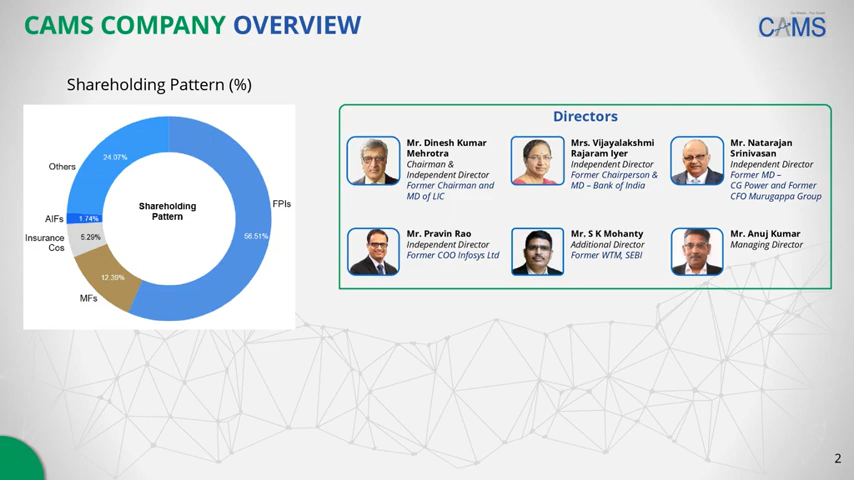 CAMS COMPANY OVERVIEW
CAMS
Shareholding Pattern (%)
24.07%
Others
AIFs
1.74%
Insurance
Cos
5.29%
12.39%
MFs
Shareholding
Pattern
FPIs
56.51%
Directors
Mr. Dinesh Kumar
Mehrotra
Chairman &
Independent Director
Former Chairman and
MD of LIC
Mrs. Vijayalakshmi
Rajaram Iyer
Independent Director
Former Chairperson &
MD – Bank of India
Mr. Natarajan
Srinivasan
Independent Director
Former MD –
CG Power and Former
CFO Murugappa Group
Mr. Pravin Rao
Independent Director
Former COO Infosys Ltd
Mr. S K Mohanty
Additional Director
Former WTM, SEBI
Mr. Anuj Kumar
Managing Director
2